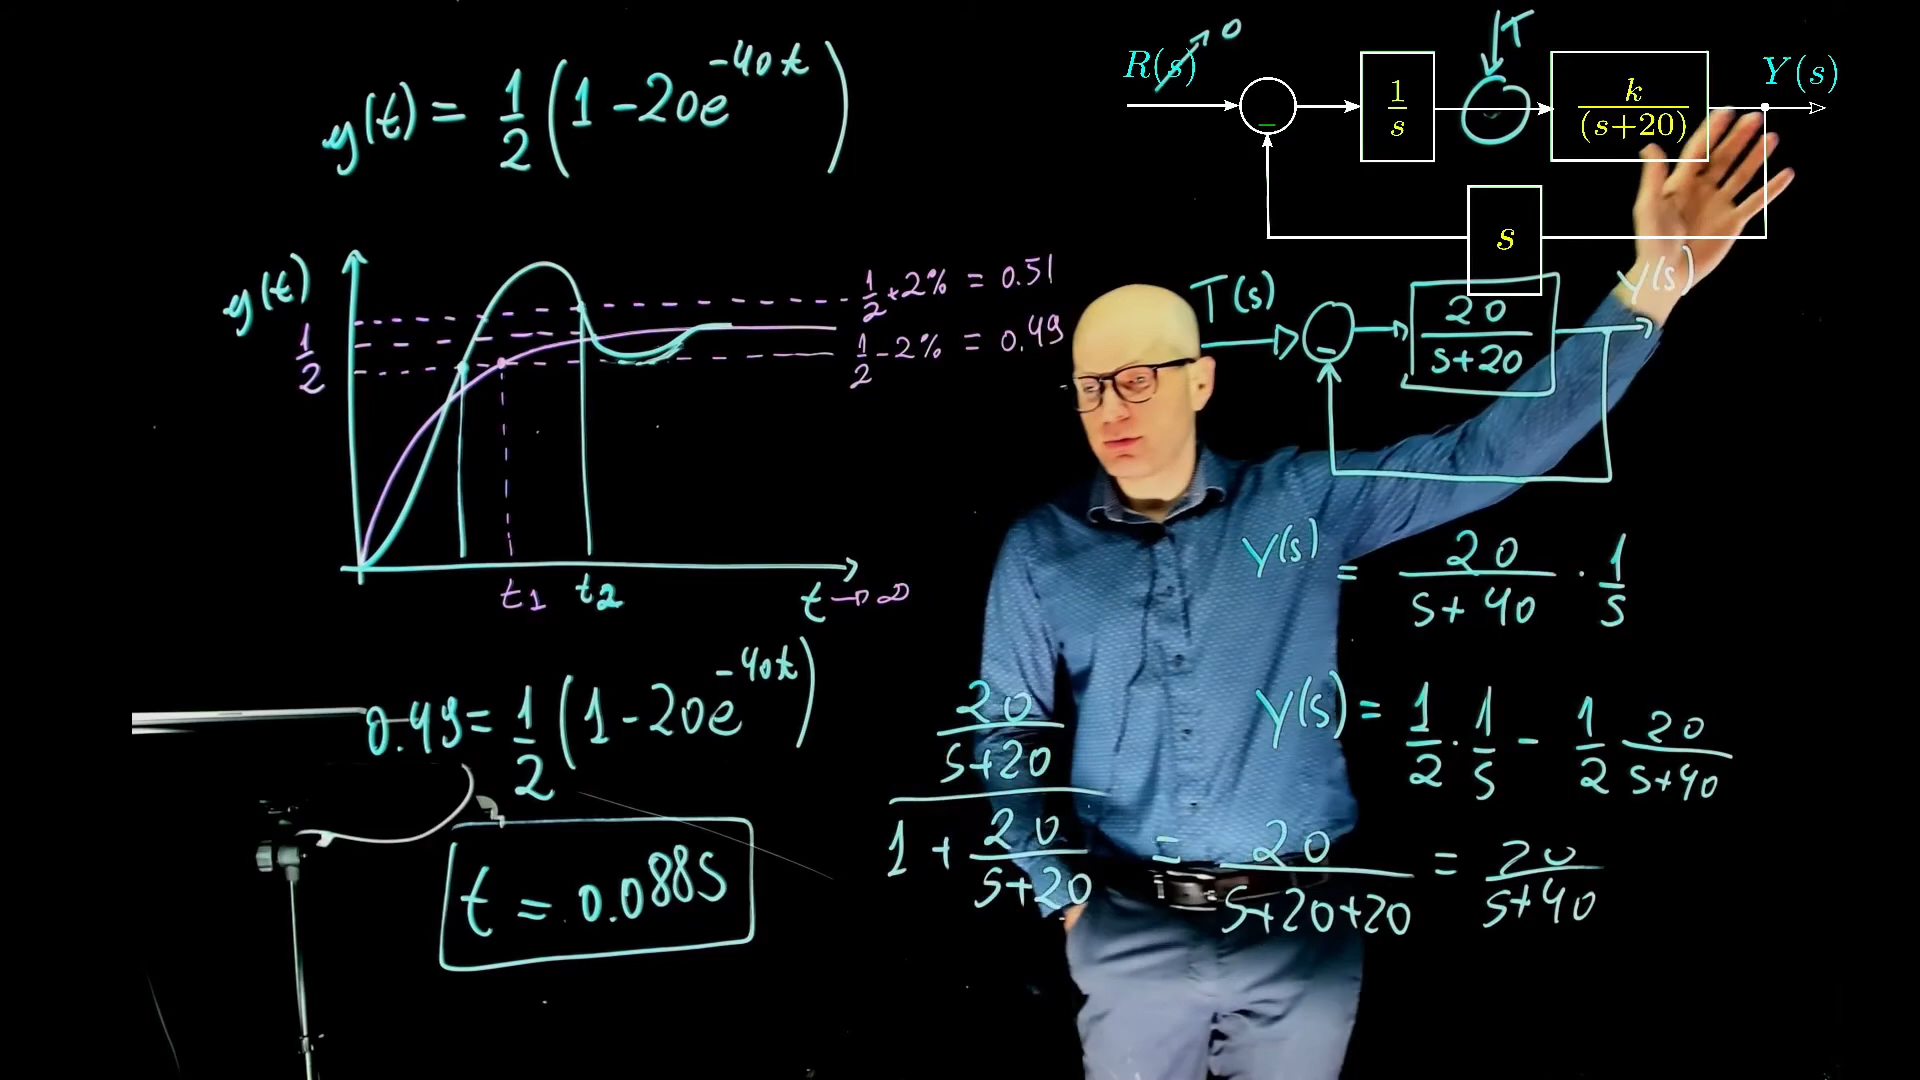 y(t) = 1/2 (1 - 20e^{-40t})
y(t)
1/2
1/2 + 2% = 0.51
1/2 - 2% = 0.49
t1 t2 t → ∞
0.49 = 1/2 (1 - 20e^{-40t})
t = 0.088s
R(s) 0
T
1/s
k/(s+20)
Y(s)
-
s
T(s)
-
20/(s+20)
Y(s)
Y(s) = 20/(s+40) · 1/s
Y(s) = 1/2 · 1/s - 1/2 20/(s+40)
20/(s+20) / (1 + 20/(s+20)) = 20/(s+20+20) = 20/(s+40)